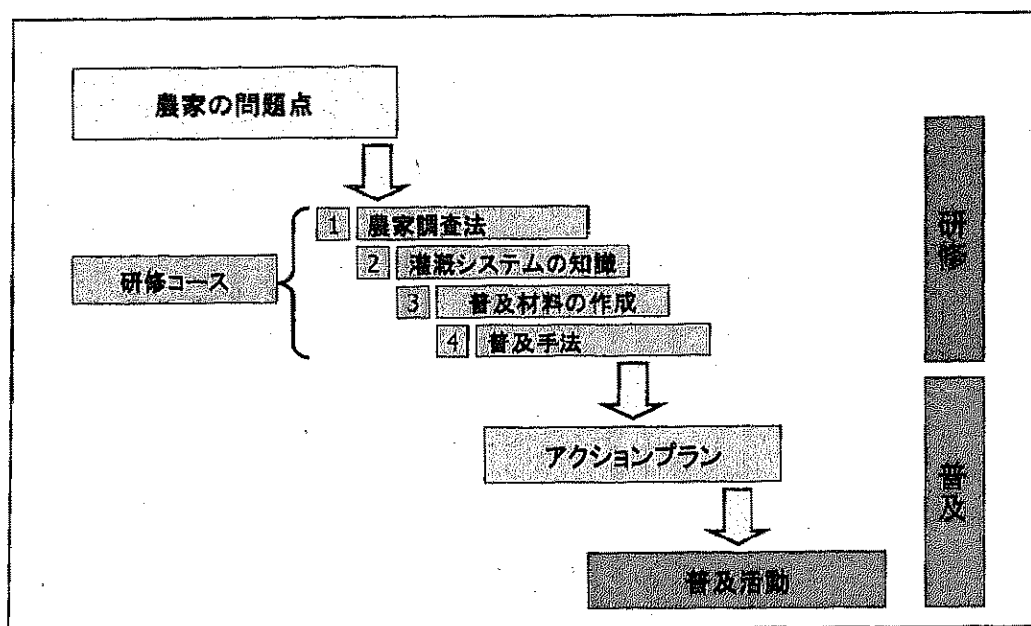 農家の問題点
研修
1 農家調査法
2 灌漑システムの知識
研修コース
3 普及材料の作成
4 普及手法
アクションプラン
普及
普及活動